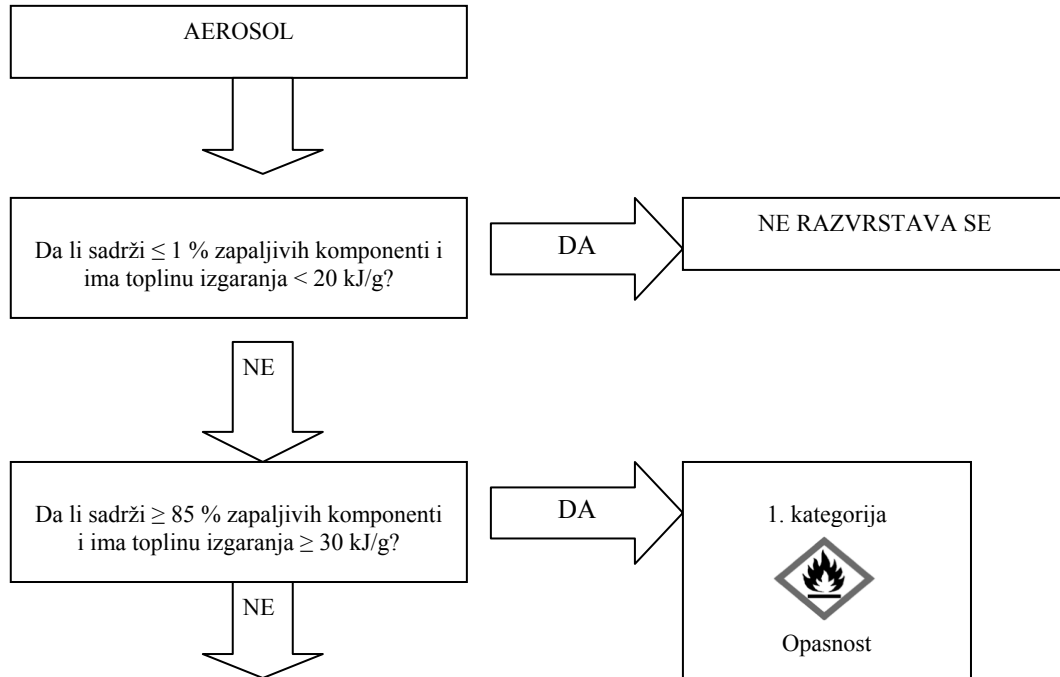 AEROSOL
Da li sadrži ≤ 1 % zapaljivih komponenti i
ima toplinu izgaranja < 20 kJ/g?
DA
NE RAZVRSTAVA SE
NE
Da li sadrži ≥ 85 % zapaljivih komponenti
i ima toplinu izgaranja ≥ 30 kJ/g?
DA
1. kategorija
Opasnost
NE